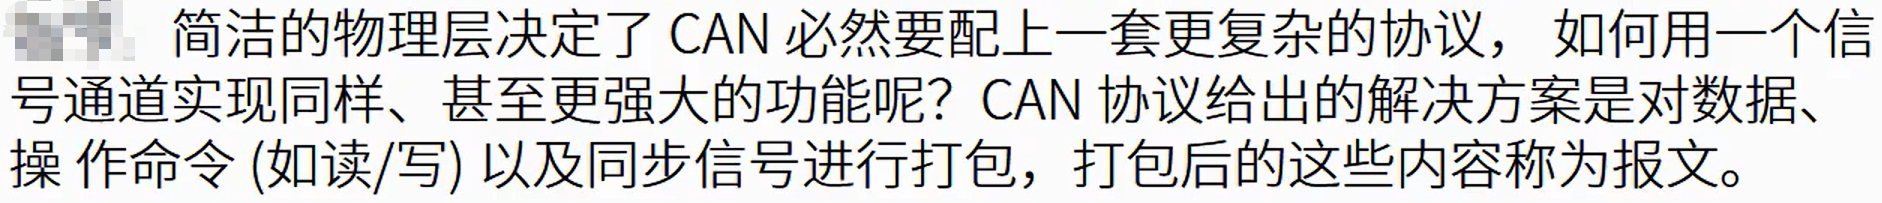 简洁的物理层决定了 CAN 必然要配上一套更复杂的协议， 如何用一个信
号通道实现同样、甚至更强大的功能呢？CAN 协议给出的解决方案是对数据、
操 作命令 (如读/写) 以及同步信号进行打包，打包后的这些内容称为报文。